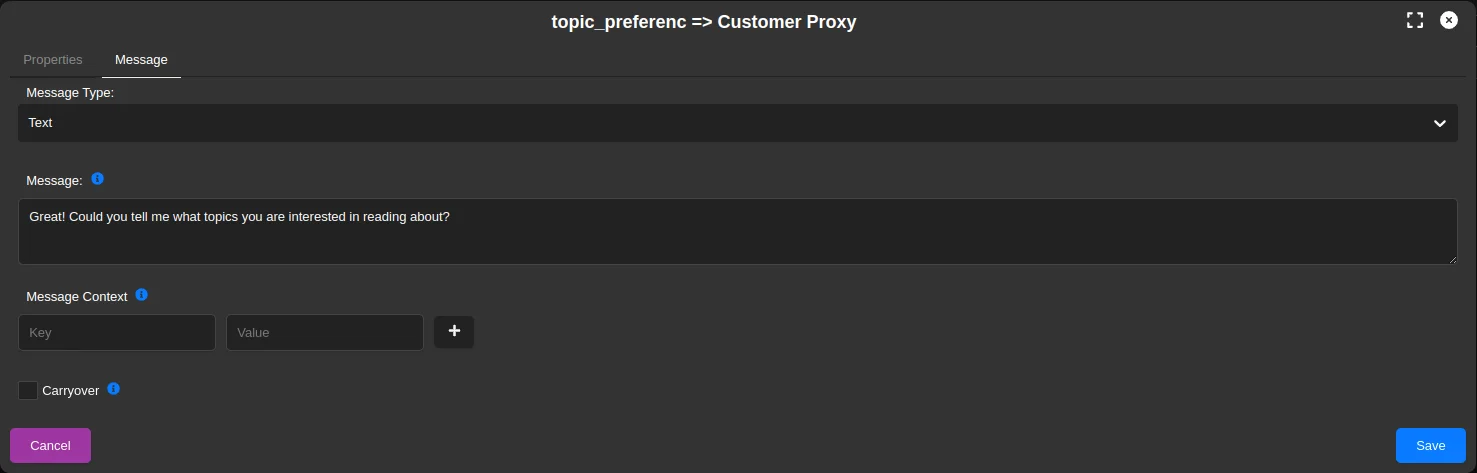 topic_preferenc => Customer Proxy
Properties Message
Message Type:
Text
Message:
Great! Could you tell me what topics you are interested in reading about?
Message Context
Key Value +
Carryover
Cancel Save